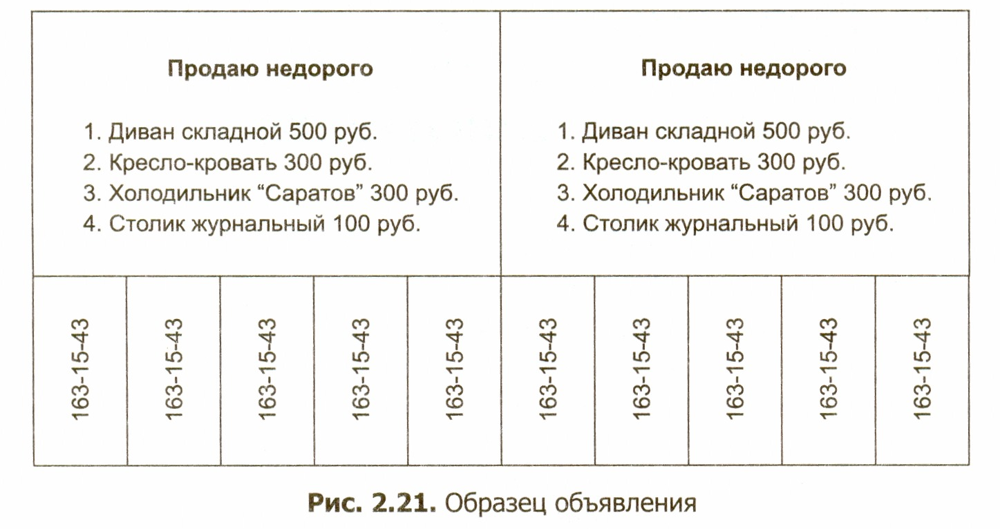 Продаю недорого
1. Диван складной 500 руб.
2. Кресло-кровать 300 руб.
3. Холодильник “Саратов” 300 руб.
4. Столик журнальный 100 руб.
Продаю недорого
1. Диван складной 500 руб.
2. Кресло-кровать 300 руб.
3. Холодильник “Саратов” 300 руб.
4. Столик журнальный 100 руб.
163-15-43
163-15-43
163-15-43
163-15-43
163-15-43
163-15-43
163-15-43
163-15-43
163-15-43
163-15-43
Рис. 2.21. Образец объявления